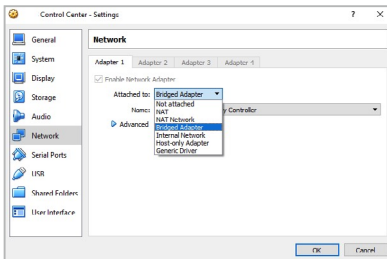 Control Center - Settings
? ×
General
System
Display
Storage
Audio
Network
Serial Ports
USB
Shared Folders
User Interface
Network
Adapter 1 Adapter 2 Adapter 3 Adapter 4
Enable Network Adapter
Attached to: Bridged Adapter
Not attached
NAT
NAT Network
Bridged Adapter
Internal Network
Host-only Adapter
Generic Driver
Name: Controller
Advanced
OK Cancel